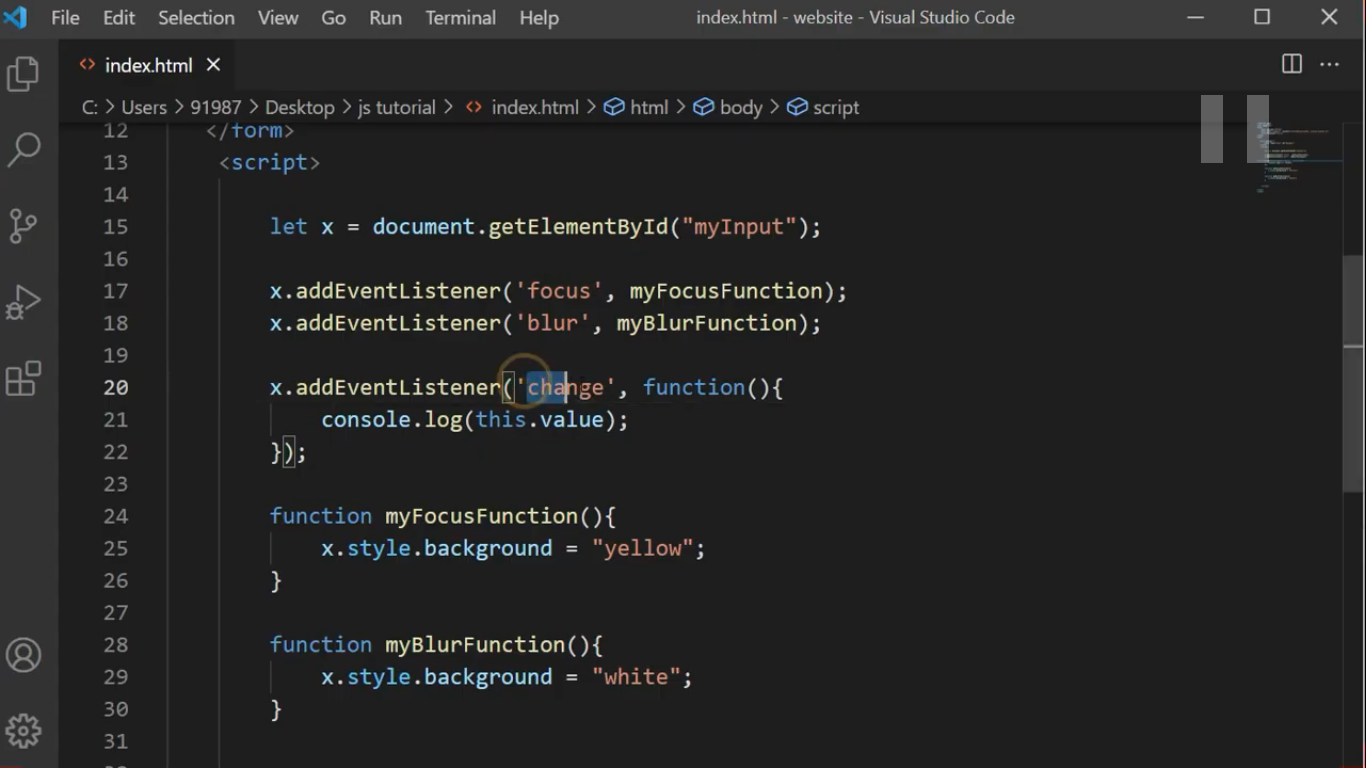 File Edit Selection View Go Run Terminal Help index.html - website - Visual Studio Code
index.html
C: > Users > 91987 > Desktop > js tutorial > index.html > html > body > script
12 </form>
13 <script>
14
15 let x = document.getElementById("myInput");
16
17 x.addEventListener('focus', myFocusFunction);
18 x.addEventListener('blur', myBlurFunction);
19
20 x.addEventListener('change', function(){
21 console.log(this.value);
22 });
23
24 function myFocusFunction(){
25 x.style.background = "yellow";
26 }
27
28 function myBlurFunction(){
29 x.style.background = "white";
30 }
31